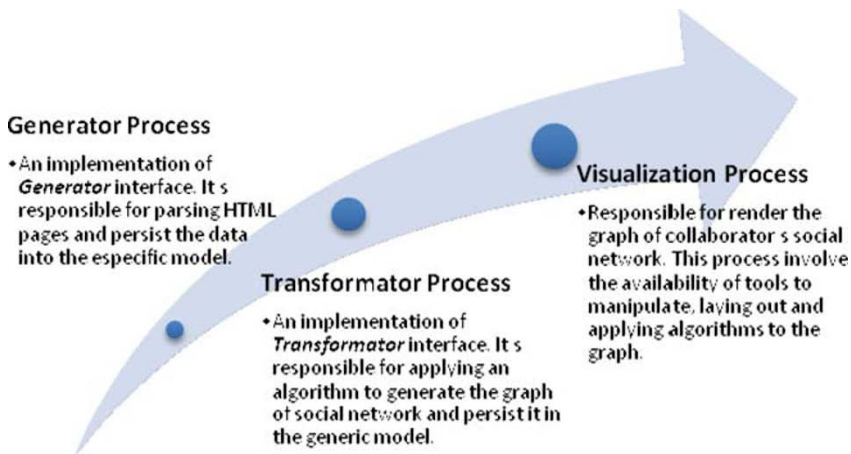 Generator Process
•An implementation of
Generator interface. It s
responsible for parsing HTML
pages and persist the data
into the especific model.
Transformator Process
•An implementation of
Transformator interface. It s
responsible for applying an
algorithm to generate the graph
of social network and persist it in
the generic model.
Visualization Process
•Responsible for render the
graph of collaborator s social
network. This process involve
the availability of tools to
manipulate, laying out and
applying algorithms to the
graph.